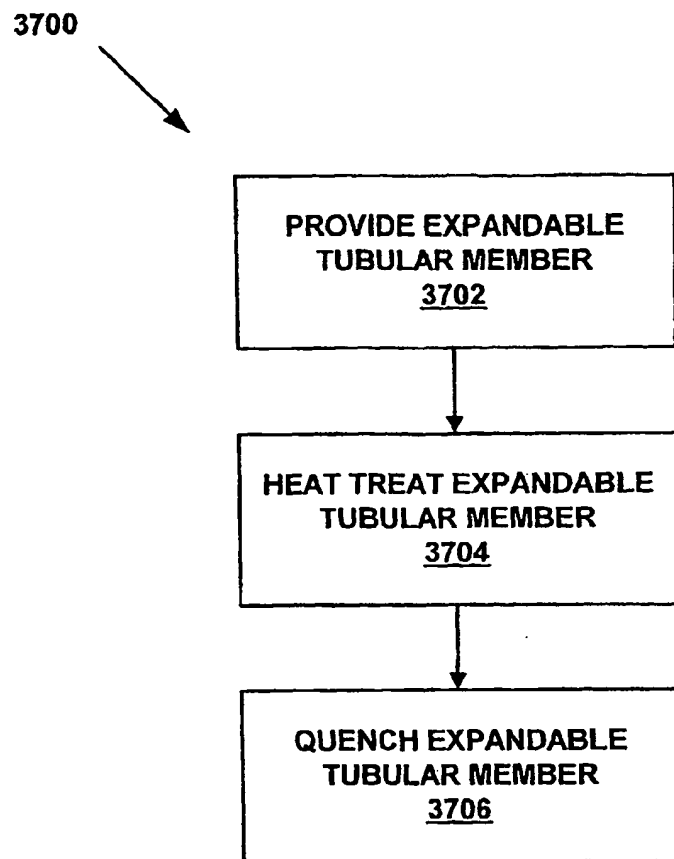 3700
PROVIDE EXPANDABLE
TUBULAR MEMBER
3702
HEAT TREAT EXPANDABLE
TUBULAR MEMBER
3704
QUENCH EXPANDABLE
TUBULAR MEMBER
3706